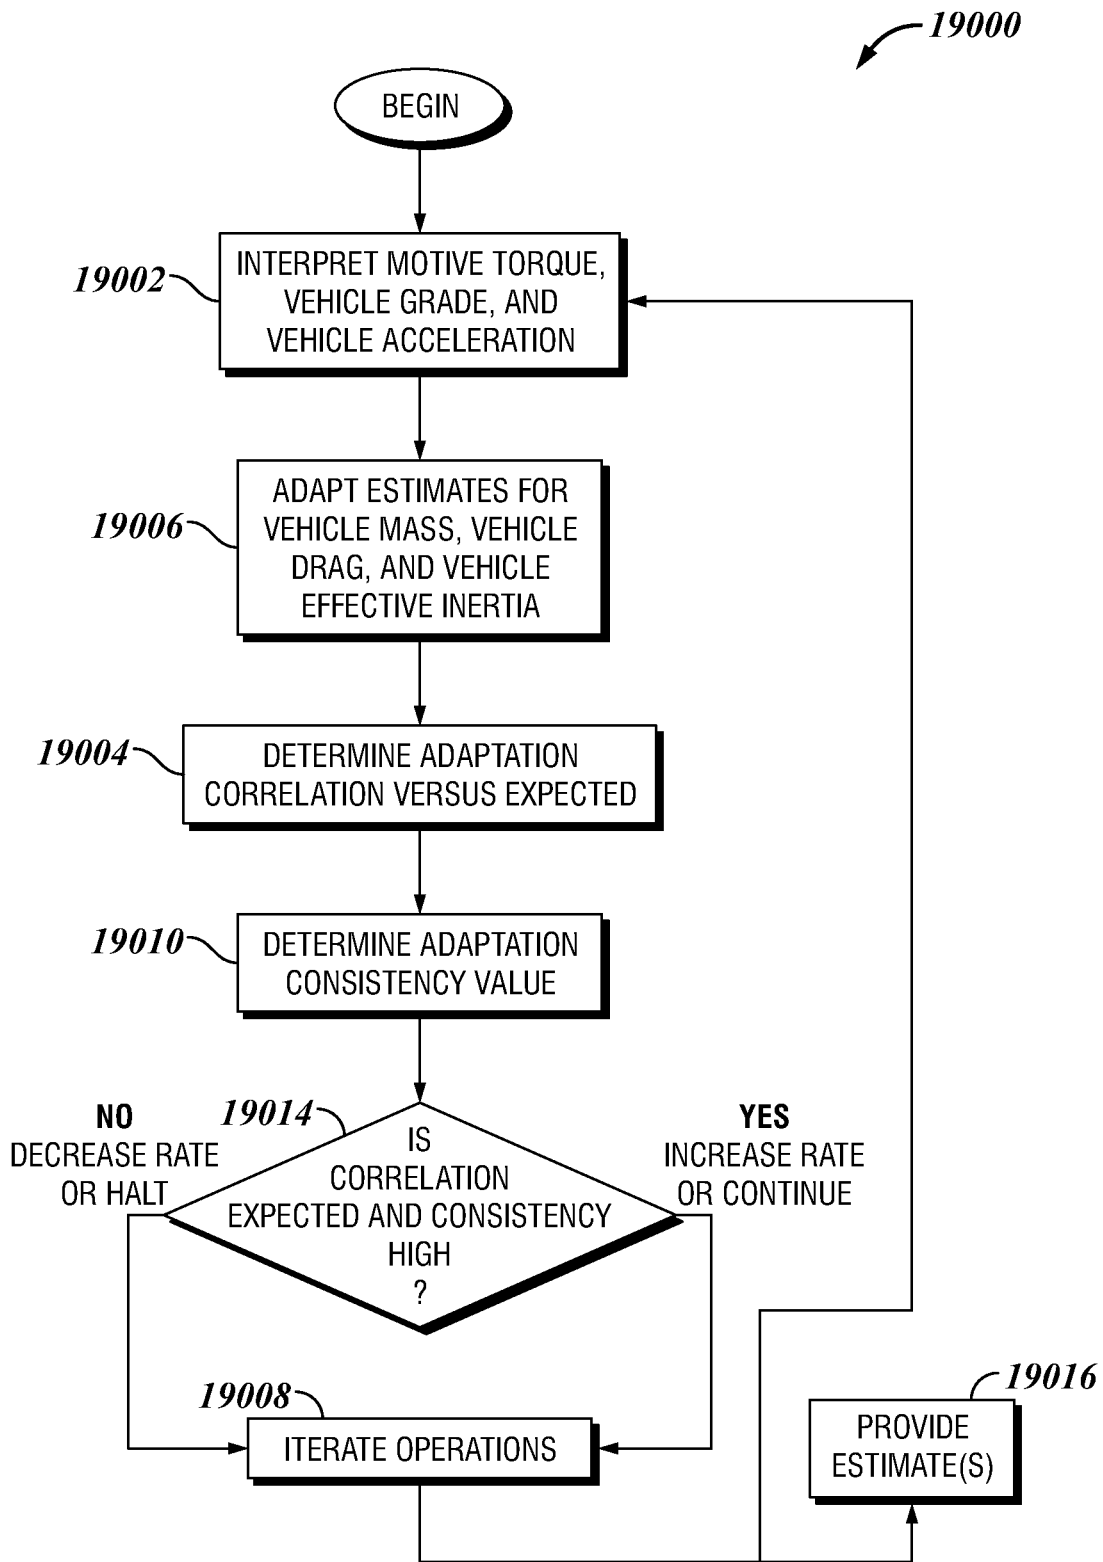 19000
BEGIN
19002
INTERPRET MOTIVE TORQUE,
VEHICLE GRADE, AND
VEHICLE ACCELERATION
19006
ADAPT ESTIMATES FOR
VEHICLE MASS, VEHICLE
DRAG, AND VEHICLE
EFFECTIVE INERTIA
19004
DETERMINE ADAPTATION
CORRELATION VERSUS EXPECTED
19010
DETERMINE ADAPTATION
CONSISTENCY VALUE
19014
NO
DECREASE RATE
OR HALT
IS
CORRELATION
EXPECTED AND CONSISTENCY
HIGH
?
YES
INCREASE RATE
OR CONTINUE
19008
ITERATE OPERATIONS
19016
PROVIDE
ESTIMATE(S)